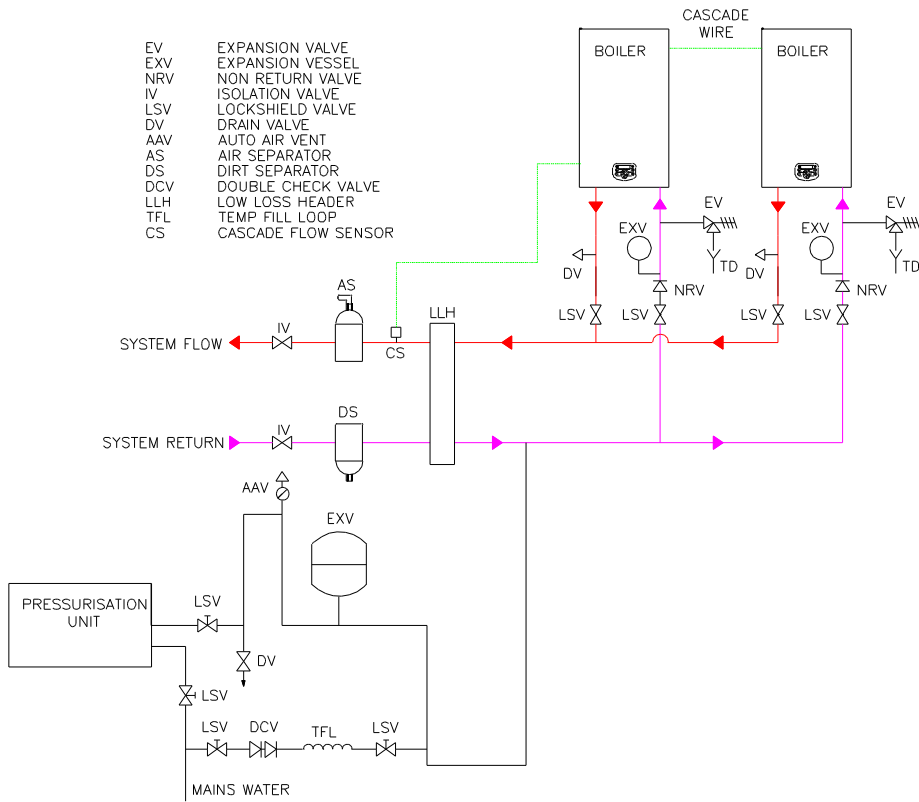 CASCADE
WIRE
EV EXPANSION VALVE
EXV EXPANSION VESSEL
NRV NON RETURN VALVE
IV ISOLATION VALVE
LSV LOCKSHIELD VALVE
DV DRAIN VALVE
AAV AUTO AIR VENT
AS AIR SEPARATOR
DS DIRT SEPARATOR
DCV DOUBLE CHECK VALVE
LLH LOW LOSS HEADER
TFL TEMP FILL LOOP
CS CASCADE FLOW SENSOR
BOILER
BOILER
EV
EV
EXV
EXV
TD
TD
DV
DV
NRV
NRV
LSV
LSV
LSV
LSV
AS
LLH
IV
SYSTEM FLOW
CS
DS
IV
SYSTEM RETURN
AAV
EXV
PRESSURISATION
UNIT
LSV
DV
LSV
LSV
DCV
TFL
LSV
MAINS WATER